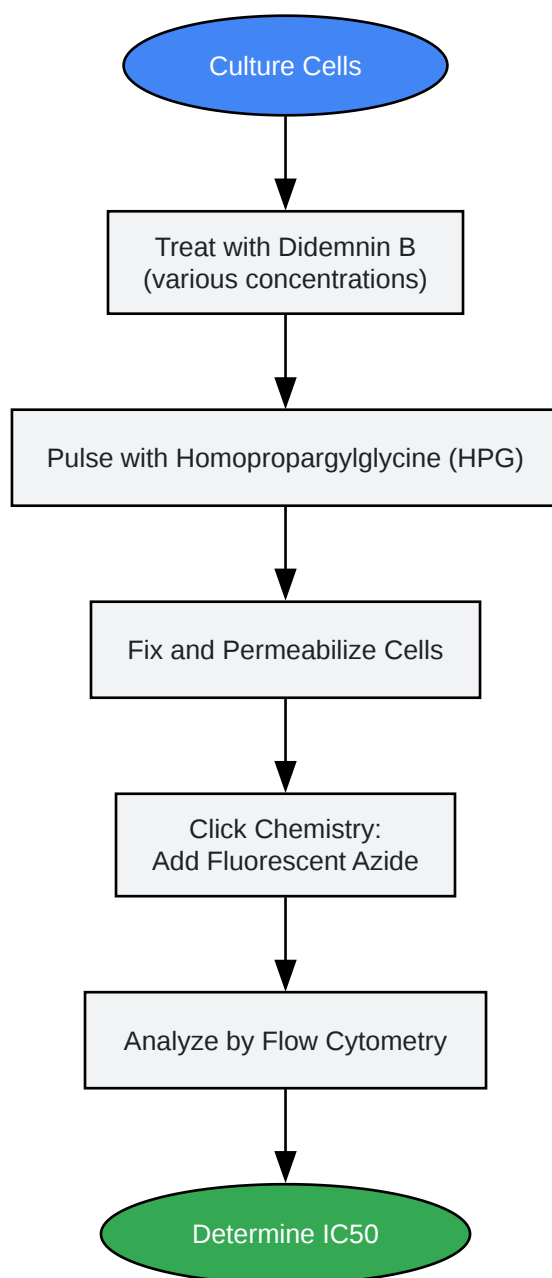 Culture Cells
Treat with Didemnin B
(various concentrations)
Pulse with Homopropargylglycine (HPG)
Fix and Permeabilize Cells
Click Chemistry:
Add Fluorescent Azide
Analyze by Flow Cytometry
Determine IC50